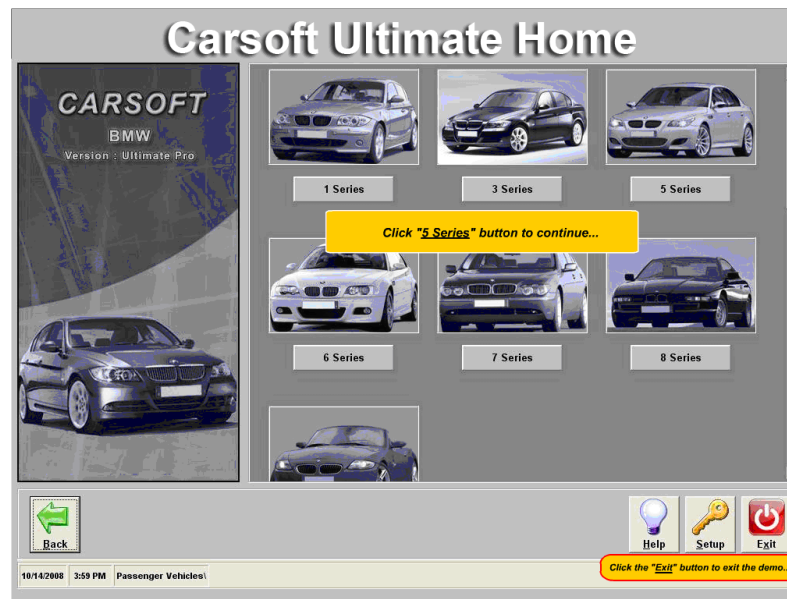 Carsoft Ultimate Home
CARSOFT
BMW
Version : Ultimate Pro
1 Series
3 Series
5 Series
Click "5 Series" button to continue...
6 Series
7 Series
8 Series
Back
Help
Setup
Exit
Click the "Exit" button to exit the demo..
10/14/2008 3:59 PM Passenger Vehicles\